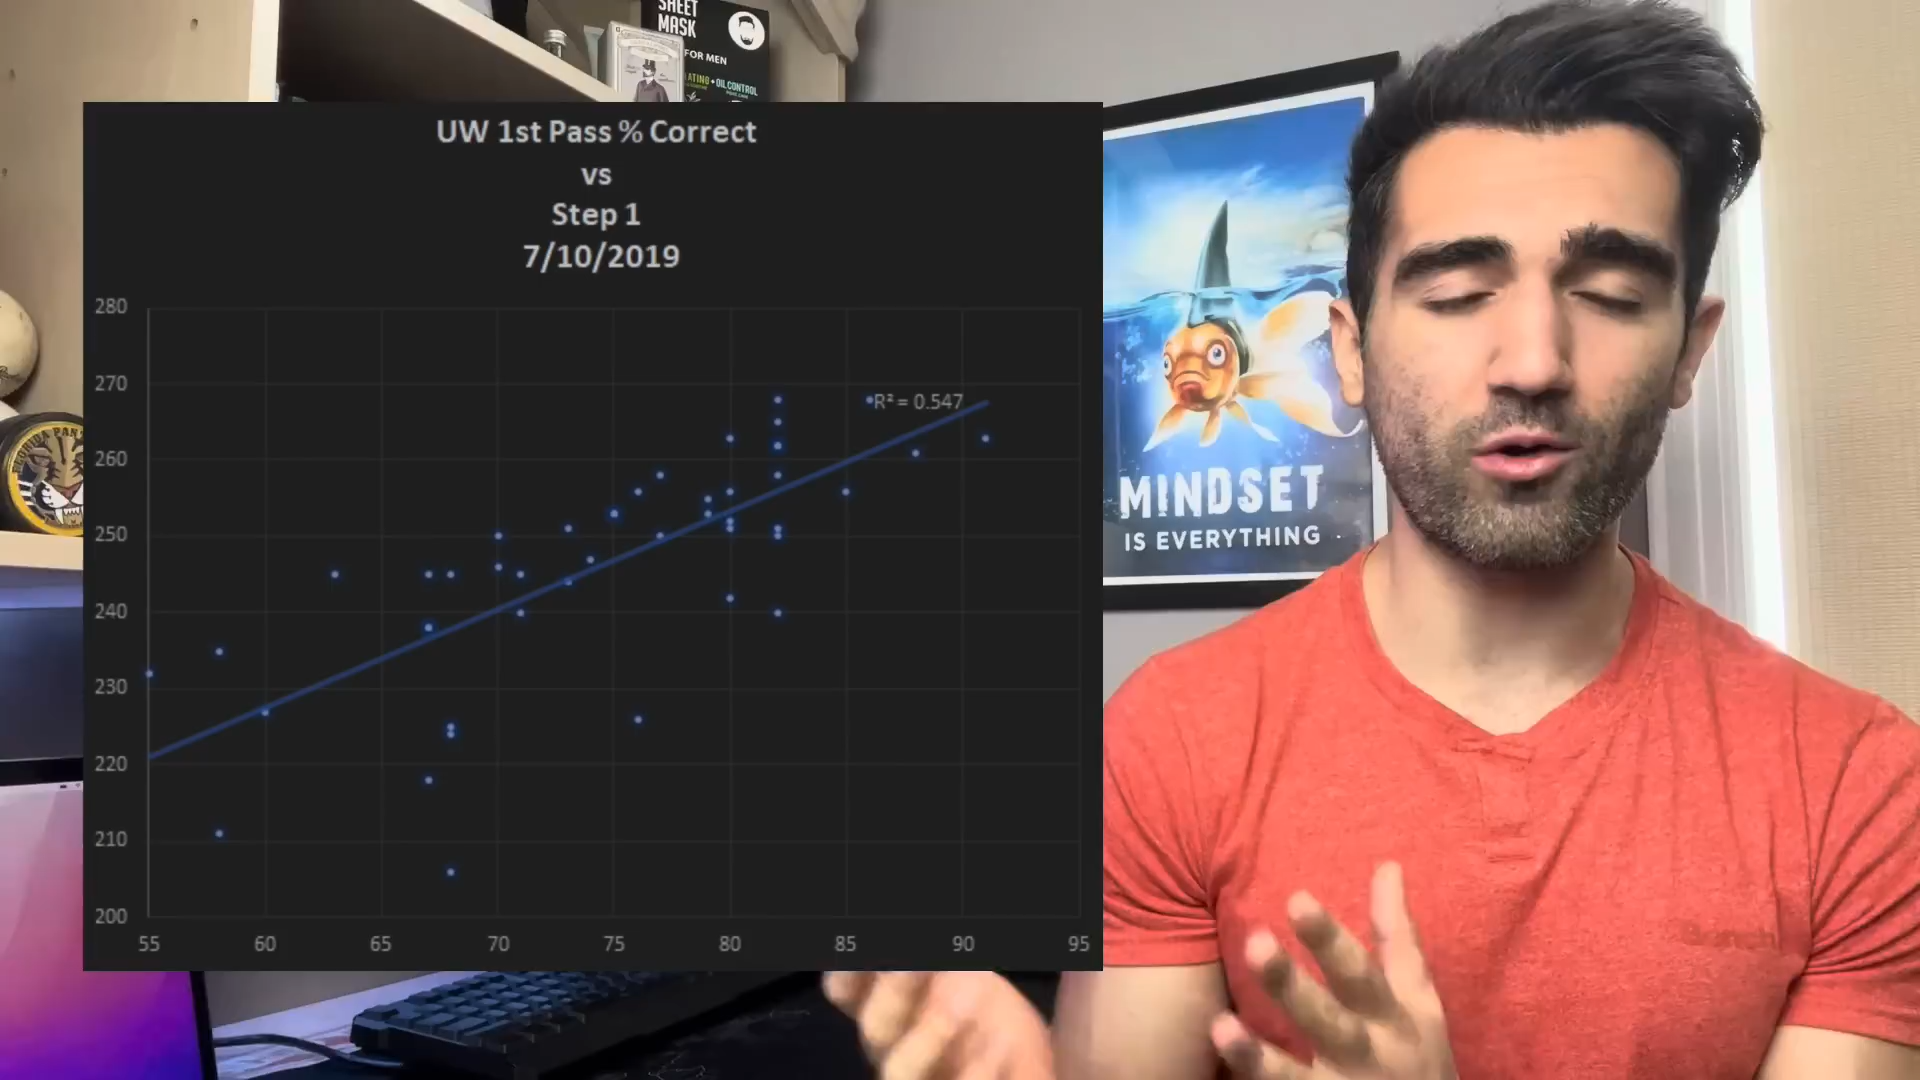 SHEET
MASK
FOR MEN
OIL CONTROL
UW 1st Pass % Correct
vs
Step 1
7/10/2019
280
270
260
250
240
230
220
210
200
R² = 0.547
55 60 65 70 75 80 85 90 95
MINDSET
IS EVERYTHING